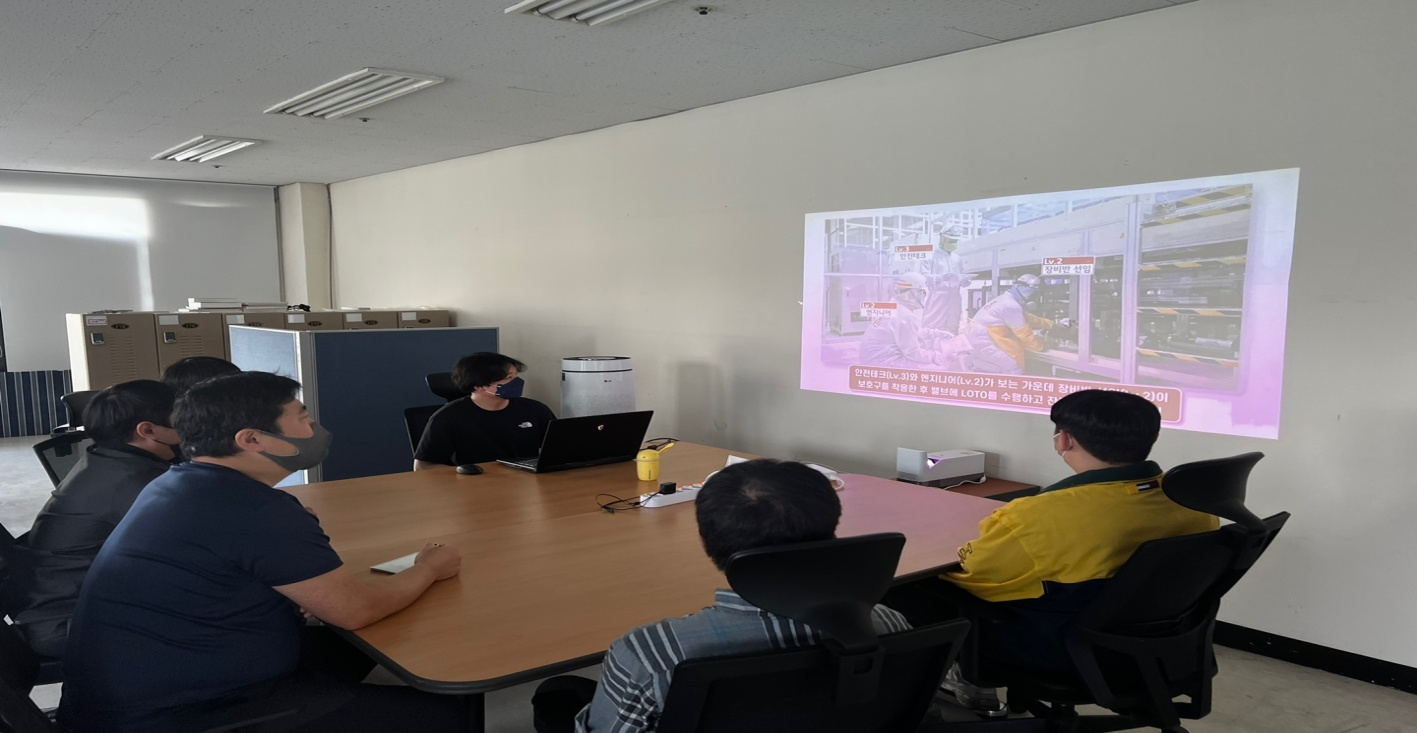 Lv.3
안전테크
Lv.2
장비반 선임
Lv.2
엔지니어
안전테크(Lv.3)와 엔지니어(Lv.2)가 보는 가운데 장비반
보호구를 착용한 후 밸브에 LOTO를 수행하고